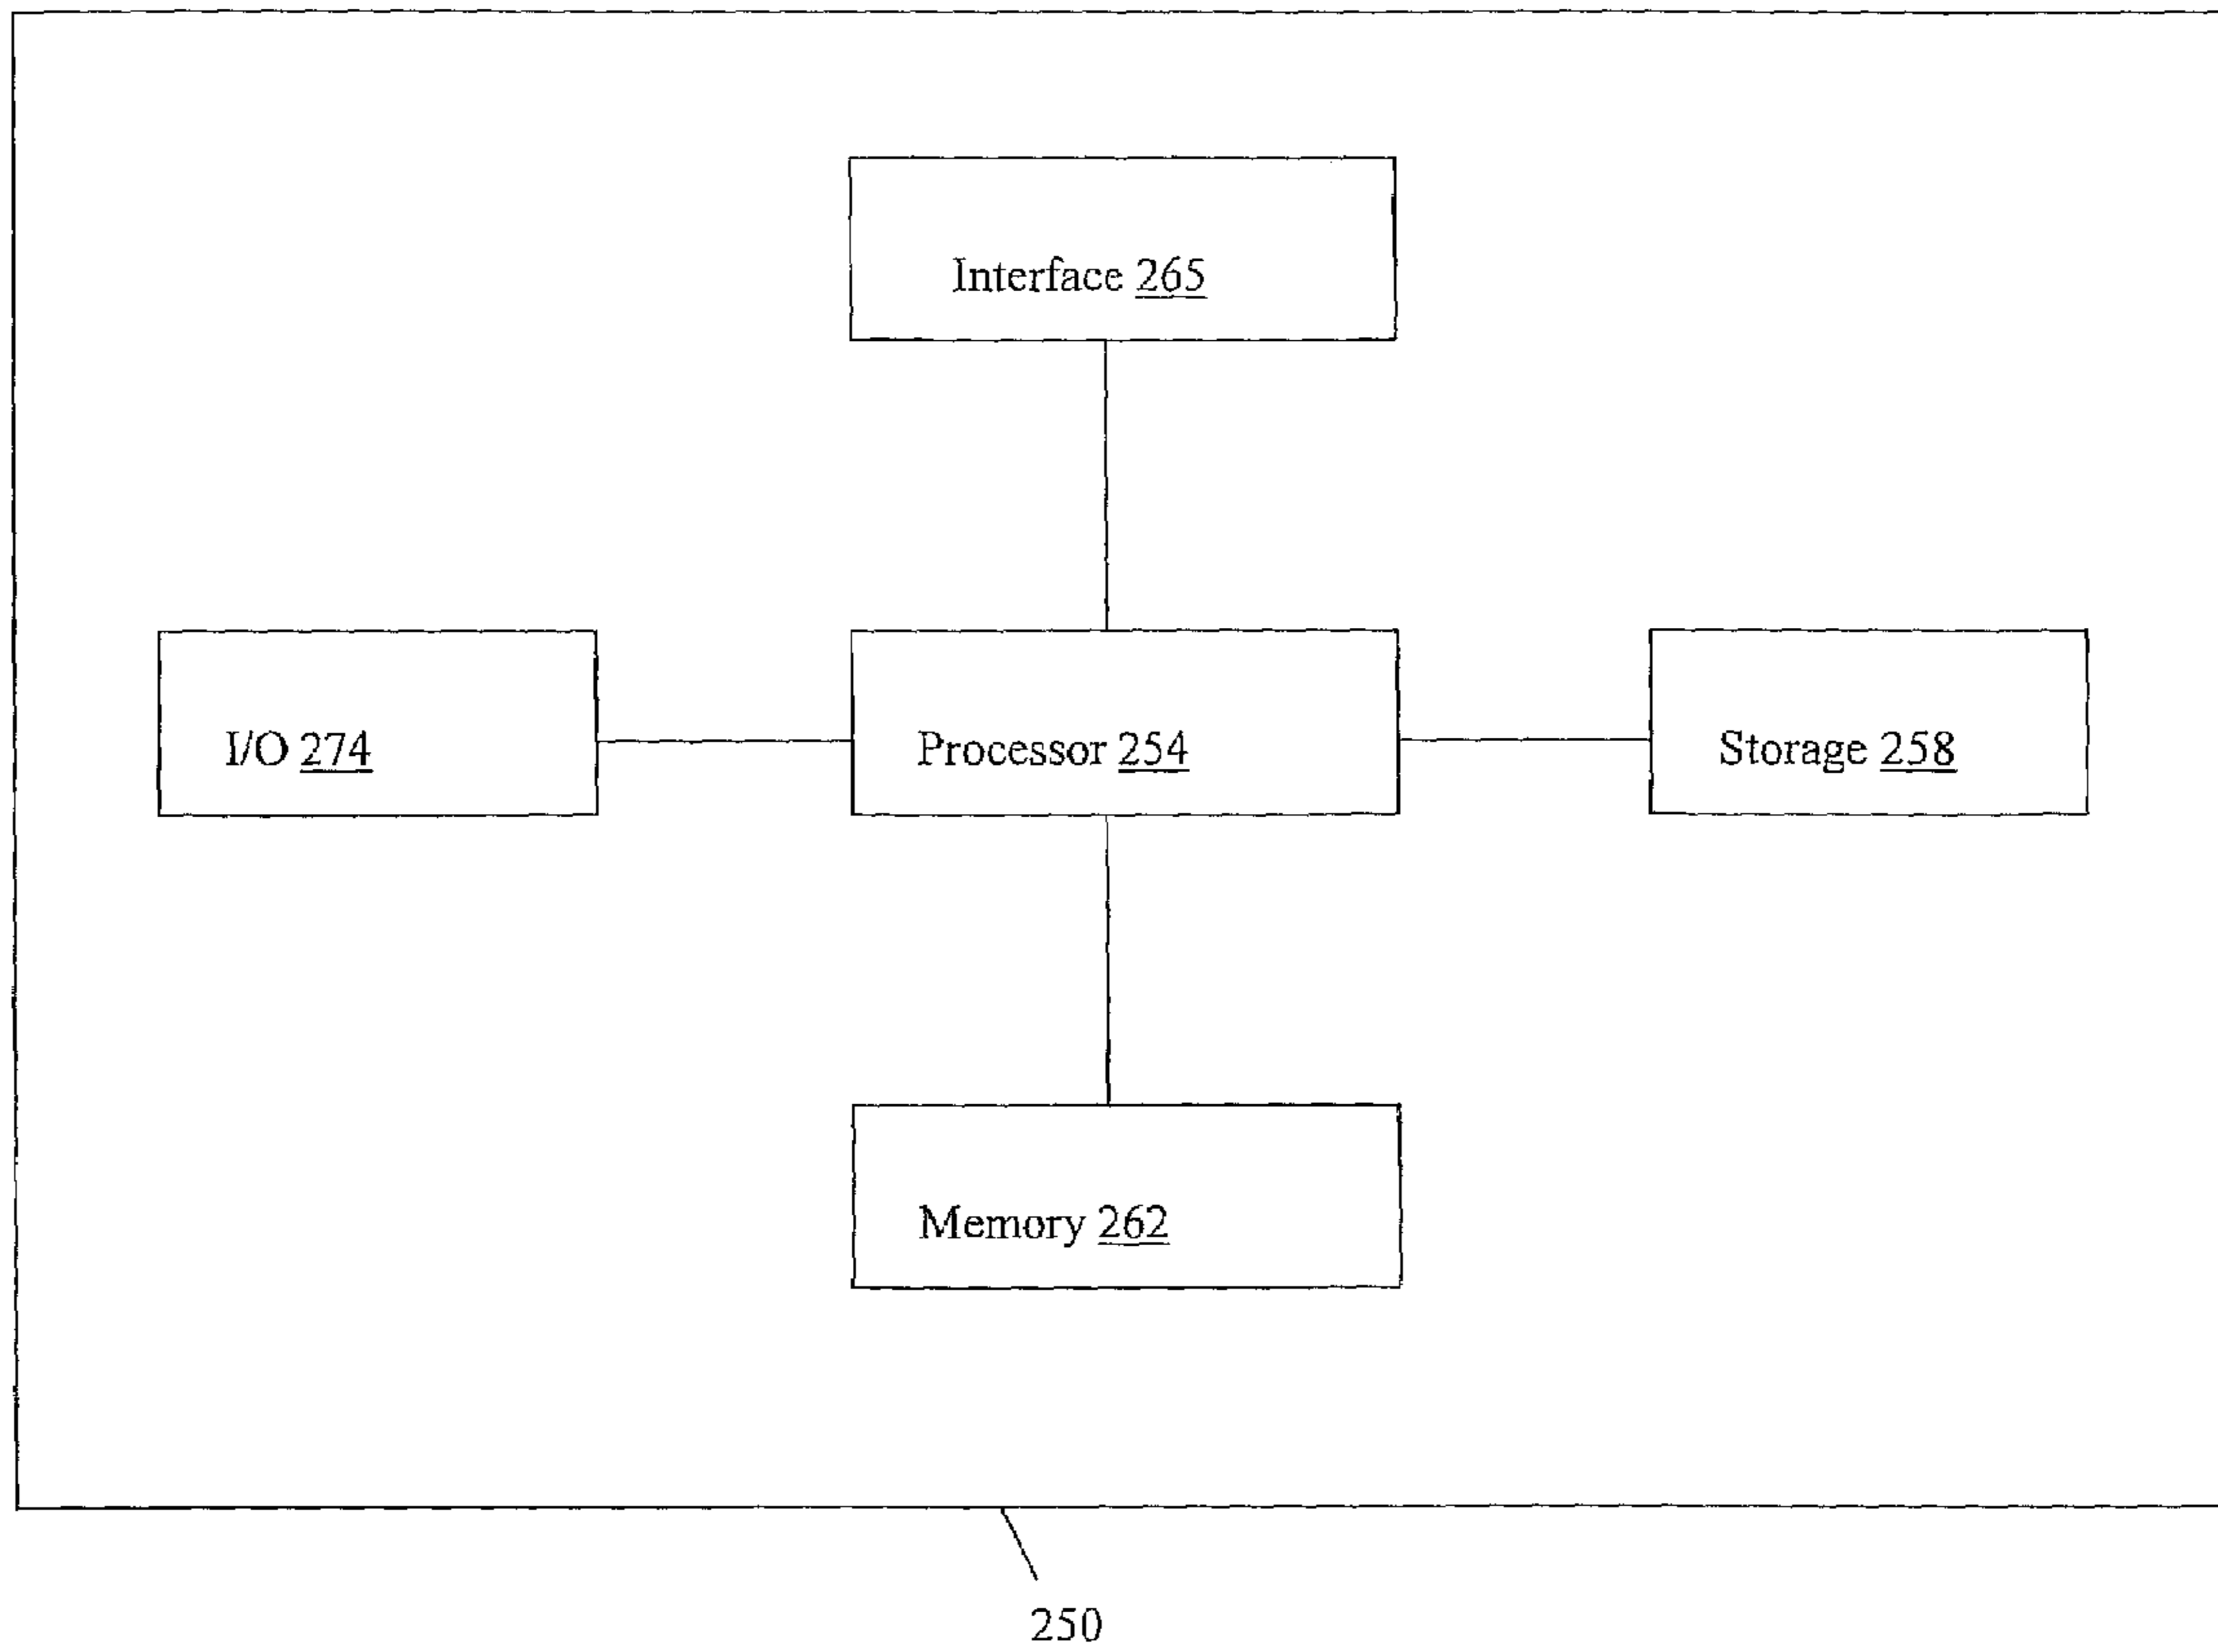 Interface 265
I/O 274
Processor 254
Storage 258
Memory 262
250